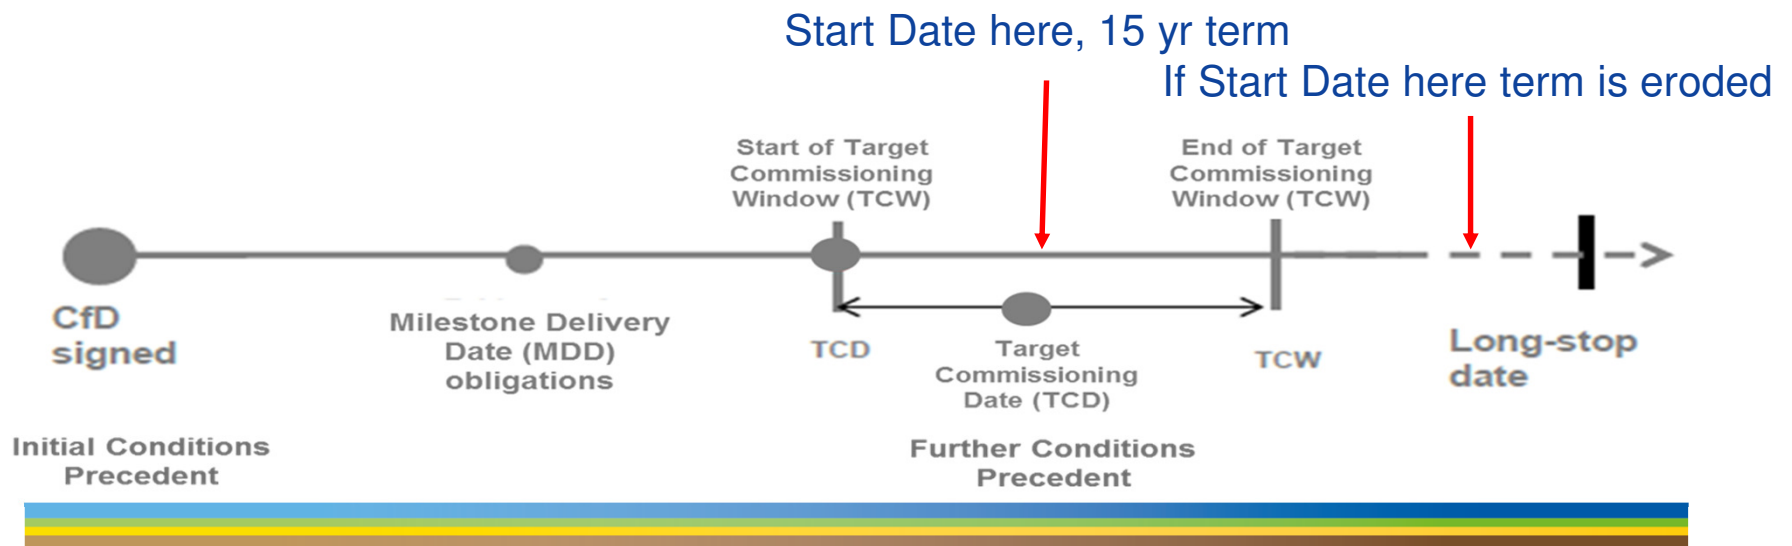 Start Date here, 15 yr term
If Start Date here term is eroded
Start of Target
Commissioning
Window (TCW)
End of Target
Commissioning
Window (TCW)
CfD
signed
Milestone Delivery
Date (MDD)
obligations
TCD
Target
Commissioning
Date (TCD)
TCW
Long-stop
date
Initial Conditions
Precedent
Further Conditions
Precedent